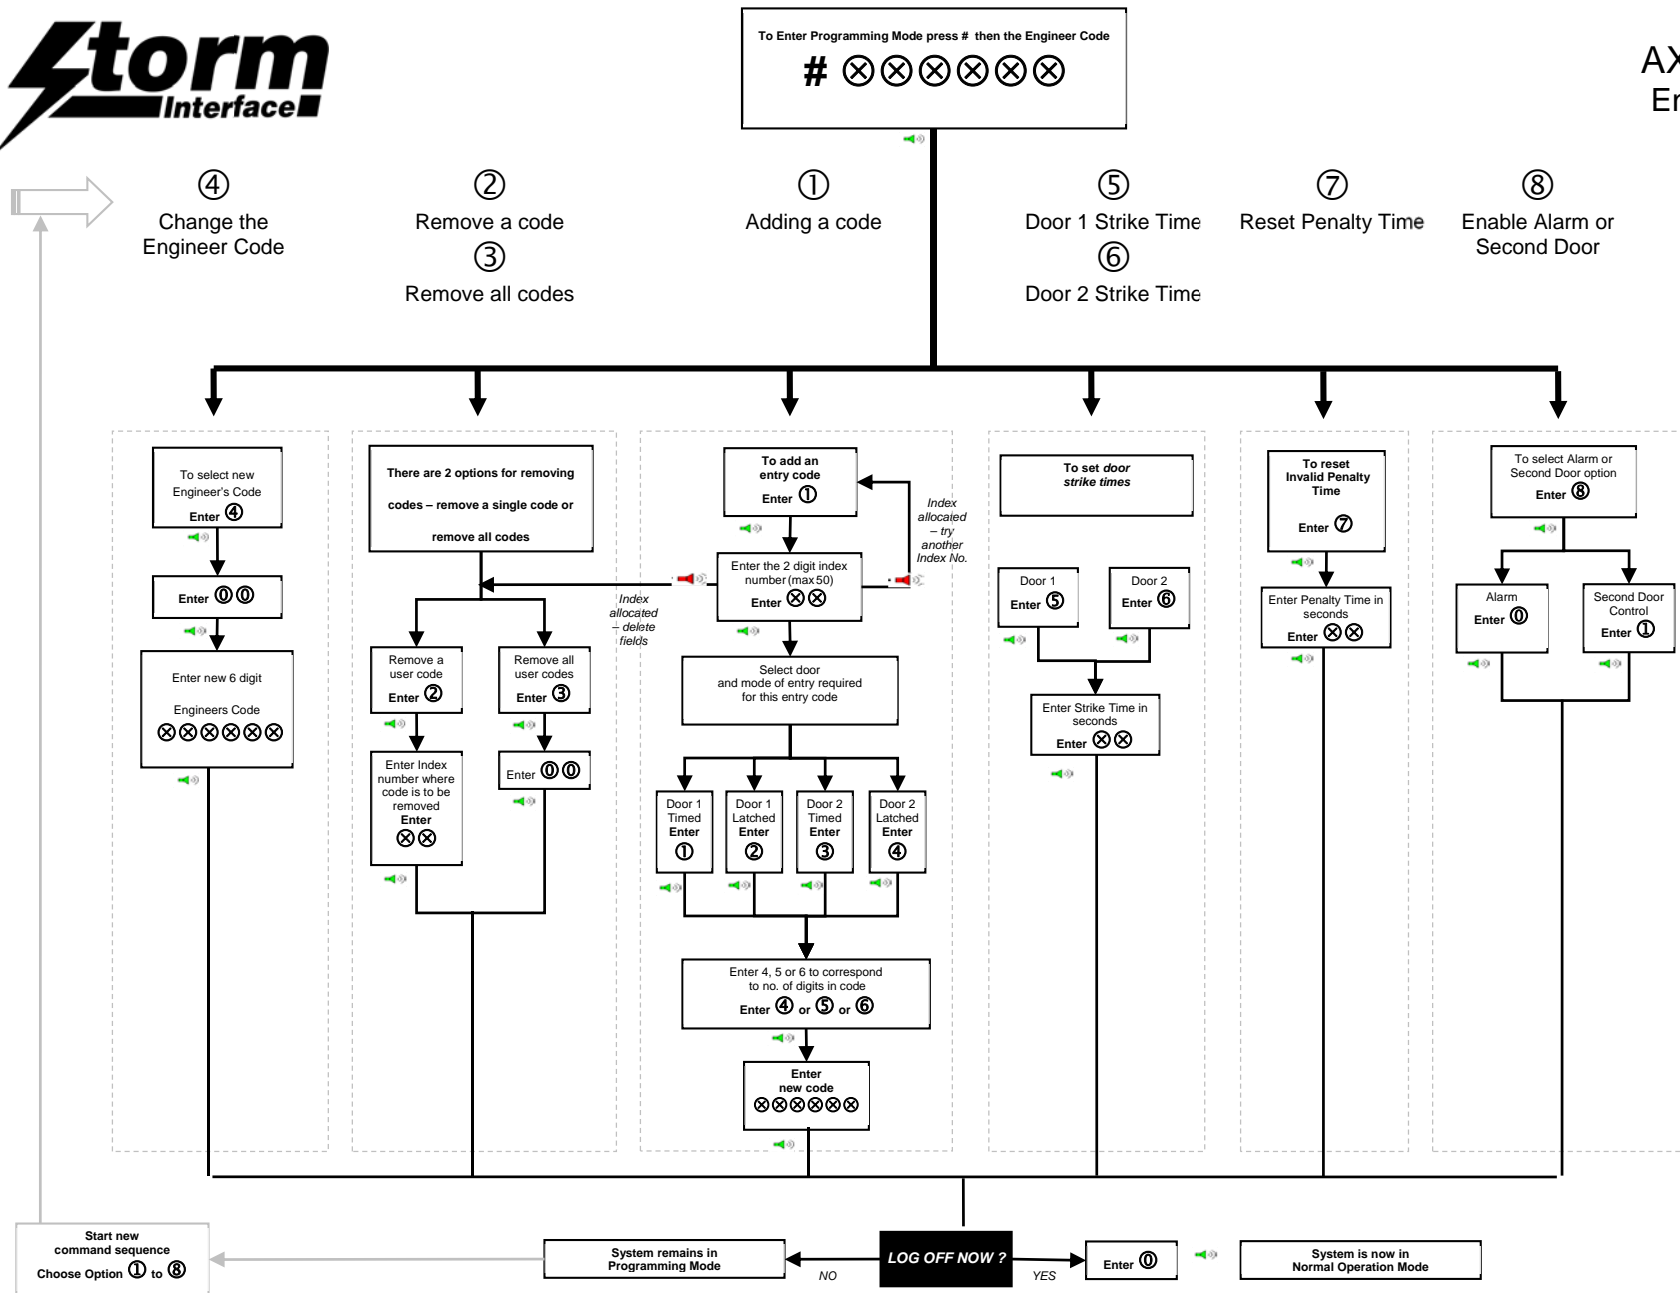 Storm
Interface
To Enter Programming Mode press # then the Engineer Code
# ⊗⊗⊗⊗⊗⊗
④
Change the
Engineer Code
②
Remove a code
③
Remove all codes
①
Adding a code
⑤
Door 1 Strike Time
⑥
Door 2 Strike Time
⑦
Reset Penalty Time
⑧
Enable Alarm or
Second Door
To select new
Engineer's Code
Enter ④
Enter ⓪⓪
Enter new 6 digit
Engineers Code
⊗⊗⊗⊗⊗⊗
There are 2 options for removing
codes – remove a single code or
remove all codes
Remove a
user code
Enter ②
Enter Index
number where
code is to be
removed
Enter
⊗⊗
Remove all
user codes
Enter ③
Enter ⓪⓪
Index
allocated
– delete
fields
To add an
entry code
Enter ①
Index
allocated
– try
another
Index No.
Enter the 2 digit index
number (max 50)
Enter ⊗⊗
Select door
and mode of entry required
for this entry code
Door 1
Timed
Enter
①
Door 1
Latched
Enter
②
Door 2
Timed
Enter
③
Door 2
Latched
Enter
④
Enter 4, 5 or 6 to correspond
to no. of digits in code
Enter ④ or ⑤ or ⑥
Enter
new code
⊗⊗⊗⊗⊗⊗
To set door
strike times
Door 1
Enter ⑤
Door 2
Enter ⑥
Enter Strike Time in
seconds
Enter ⊗⊗
To reset
Invalid Penalty
Time
Enter ⑦
Enter Penalty Time in
seconds
Enter ⊗⊗
To select Alarm or
Second Door option
Enter ⑧
Alarm
Enter ⓪
Second Door
Control
Enter ①
Start new
command sequence
Choose Option ① to ⑧
System remains in
Programming Mode
NO
LOG OFF NOW ?
YES
Enter ⓪
System is now in
Normal Operation Mode